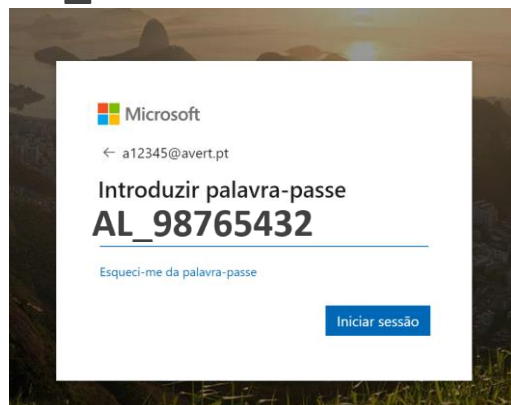 Microsoft
← a12345@avert.pt
Introduzir palavra-passe
AL_98765432
Esqueci-me da palavra-passe
Iniciar sessão